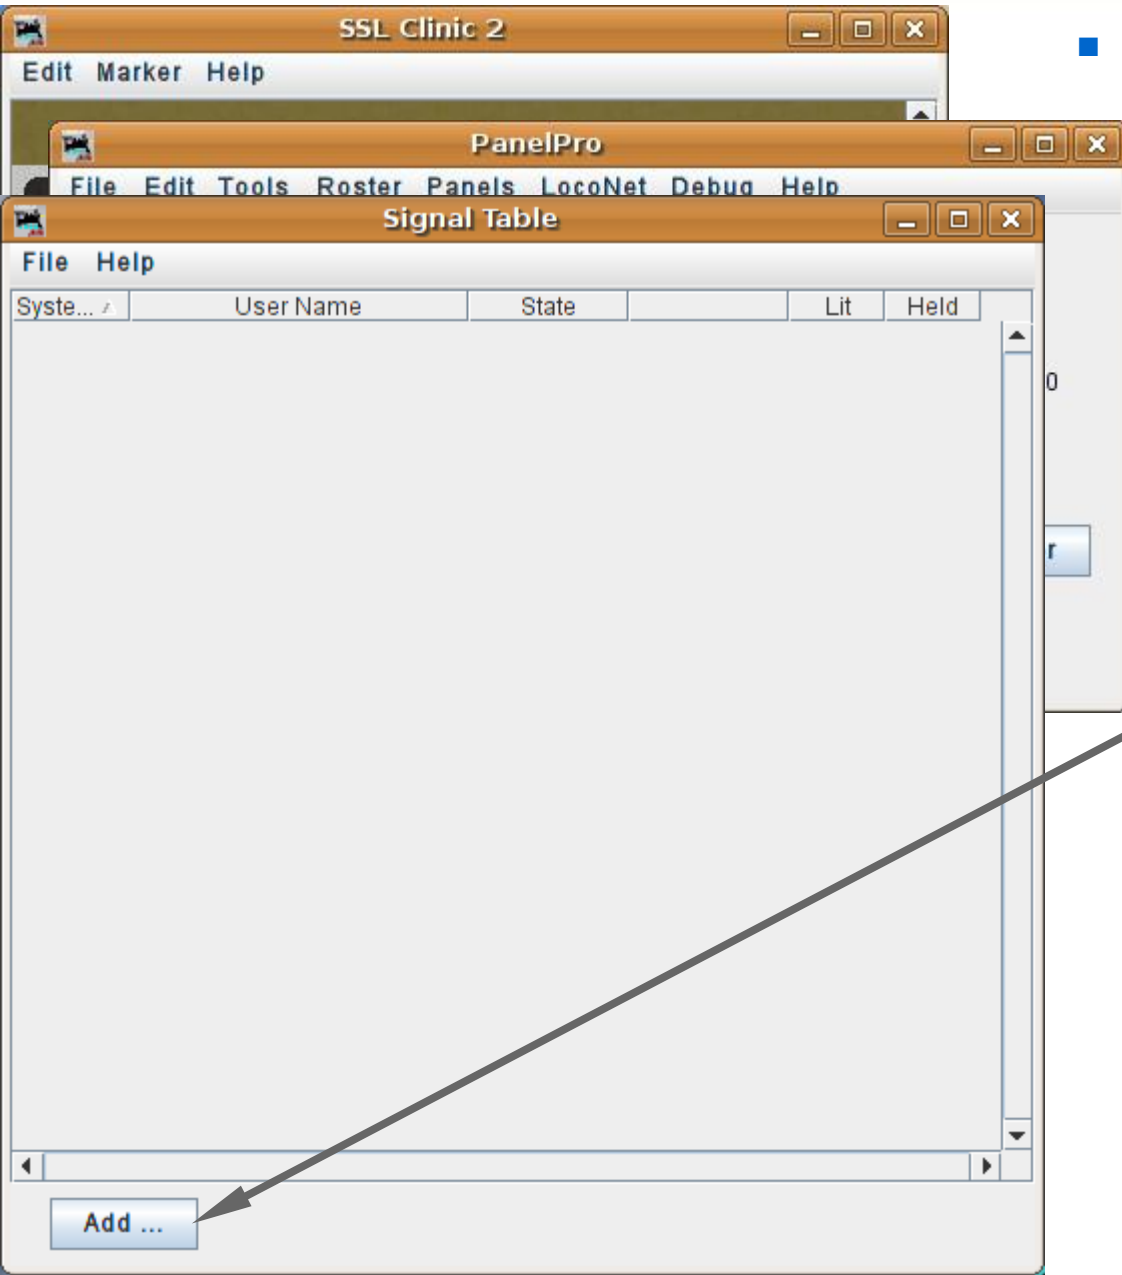 SSL Clinic 2
Edit Marker Help
PanelPro
File Edit Tools Roster Panels LocoNet Debug Help
Signal Table
File Help
Syste... User Name State Lit Held
0
r
Add ...